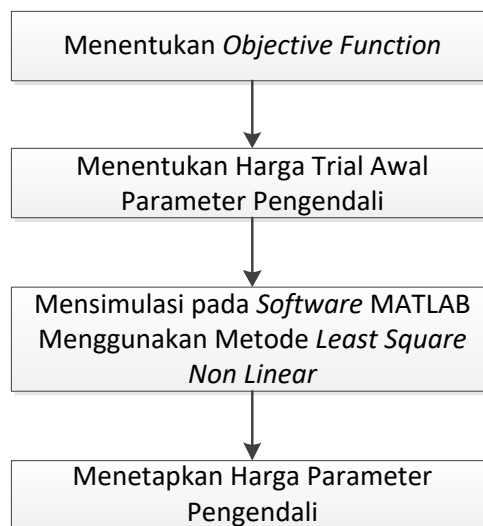 Menentukan Objective Function
Menentukan Harga Trial Awal
Parameter Pengendali
Mensimulasi pada Software MATLAB
Menggunakan Metode Least Square
Non Linear
Menetapkan Harga Parameter
Pengendali